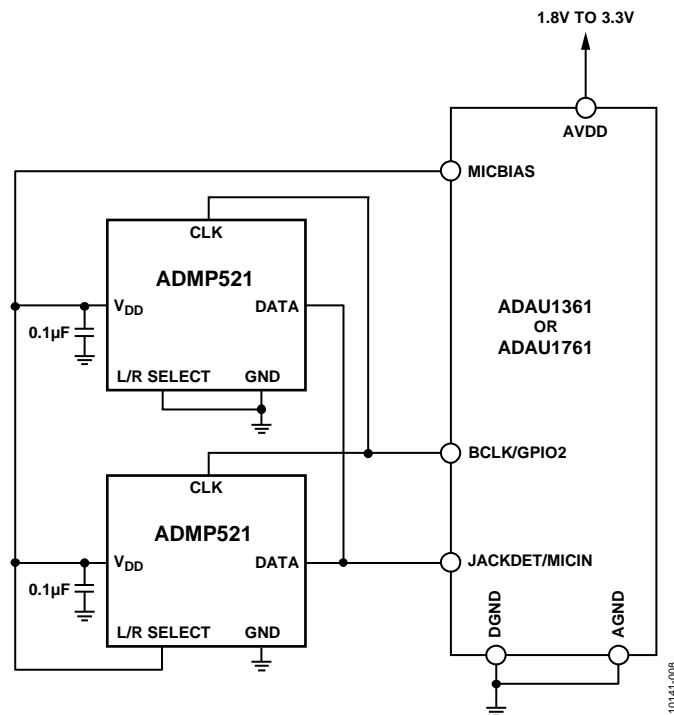 1.8V TO 3.3V
AVDD
MICBIAS
CLK
ADMP521
VDD
DATA
0.1µF
L/R SELECT
GND
ADAU1361
OR
ADAU1761
BCLK/GPIO2
CLK
ADMP521
VDD
DATA
JACKDET/MICIN
0.1µF
L/R SELECT
GND
DGND
AGND
10141-008